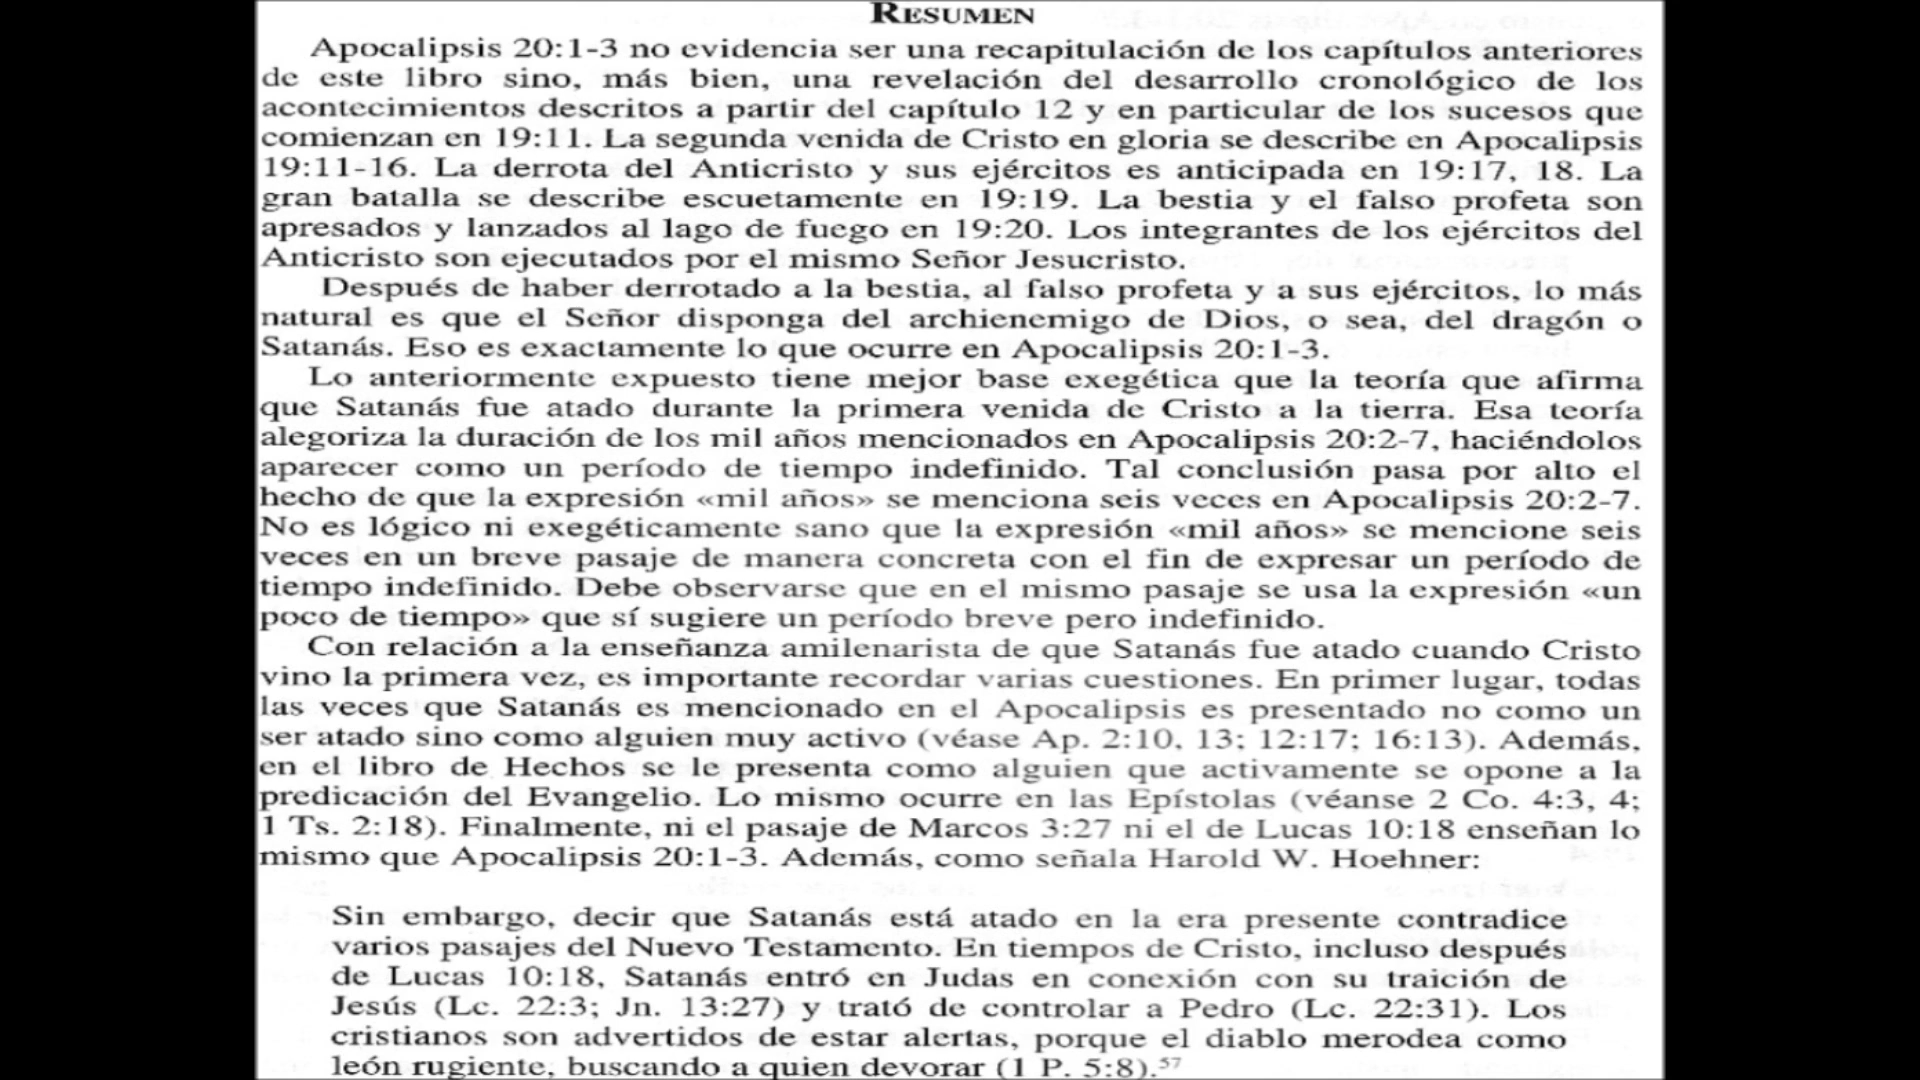 RESUMEN
Apocalipsis 20:1-3 no evidencia ser una recapitulación de los capítulos anteriores
de este libro sino, más bien, una revelación del desarrollo cronológico de los
acontecimientos descritos a partir del capítulo 12 y en particular de los sucesos que
comienzan en 19:11. La segunda venida de Cristo en gloria se describe en Apocalipsis
19:11-16. La derrota del Anticristo y sus ejércitos es anticipada en 19:17, 18. La
gran batalla se describe escuetamente en 19:19. La bestia y el falso profeta son
apresados y lanzados al lago de fuego en 19:20. Los integrantes de los ejércitos del
Anticristo son ejecutados por el mismo Señor Jesucristo.
Después de haber derrotado a la bestia, al falso profeta y a sus ejércitos, lo más
natural es que el Señor disponga del archienemigo de Dios, o sea, del dragón o
Satanás. Eso es exactamente lo que ocurre en Apocalipsis 20:1-3.
Lo anteriormente expuesto tiene mejor base exegética que la teoría que afirma
que Satanás fue atado durante la primera venida de Cristo a la tierra. Esa teoría
alegoriza la duración de los mil años mencionados en Apocalipsis 20:2-7, haciéndolos
aparecer como un período de tiempo indefinido. Tal conclusión pasa por alto el
hecho de que la expresión «mil años» se menciona seis veces en Apocalipsis 20:2-7.
No es lógico ni exegéticamente sano que la expresión «mil años» se mencione seis
veces en un breve pasaje de manera concreta con el fin de expresar un período de
tiempo indefinido. Debe observarse que en el mismo pasaje se usa la expresión «un
poco de tiempo» que sí sugiere un período breve pero indefinido.
Con relación a la enseñanza amilenarista de que Satanás fue atado cuando Cristo
vino la primera vez, es importante recordar varias cuestiones. En primer lugar, todas
las veces que Satanás es mencionado en el Apocalipsis es presentado no como un
ser atado sino como alguien muy activo (véase Ap. 2:10, 13; 12:17; 16:13). Además,
en el libro de Hechos se le presenta como alguien que activamente se opone a la
predicación del Evangelio. Lo mismo ocurre en las Epístolas (véanse 2 Co. 4:3, 4;
1 Ts. 2:18). Finalmente, ni el pasaje de Marcos 3:27 ni el de Lucas 10:18 enseñan lo
mismo que Apocalipsis 20:1-3. Además, como señala Harold W. Hoehner:
Sin embargo, decir que Satanás está atado en la era presente contradice
varios pasajes del Nuevo Testamento. En tiempos de Cristo, incluso después
de Lucas 10:18, Satanás entró en Judas en conexión con su traición de
Jesús (Lc. 22:3; Jn. 13:27) y trató de controlar a Pedro (Lc. 22:31). Los
cristianos son advertidos de estar alertas, porque el diablo merodea como
león rugiente, buscando a quien devorar (1 P. 5:8).57